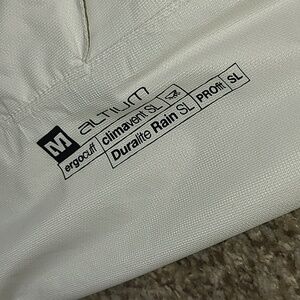 M ALTIUM
ergocuff climavent SL
Duralite Rain SL PROfit SL